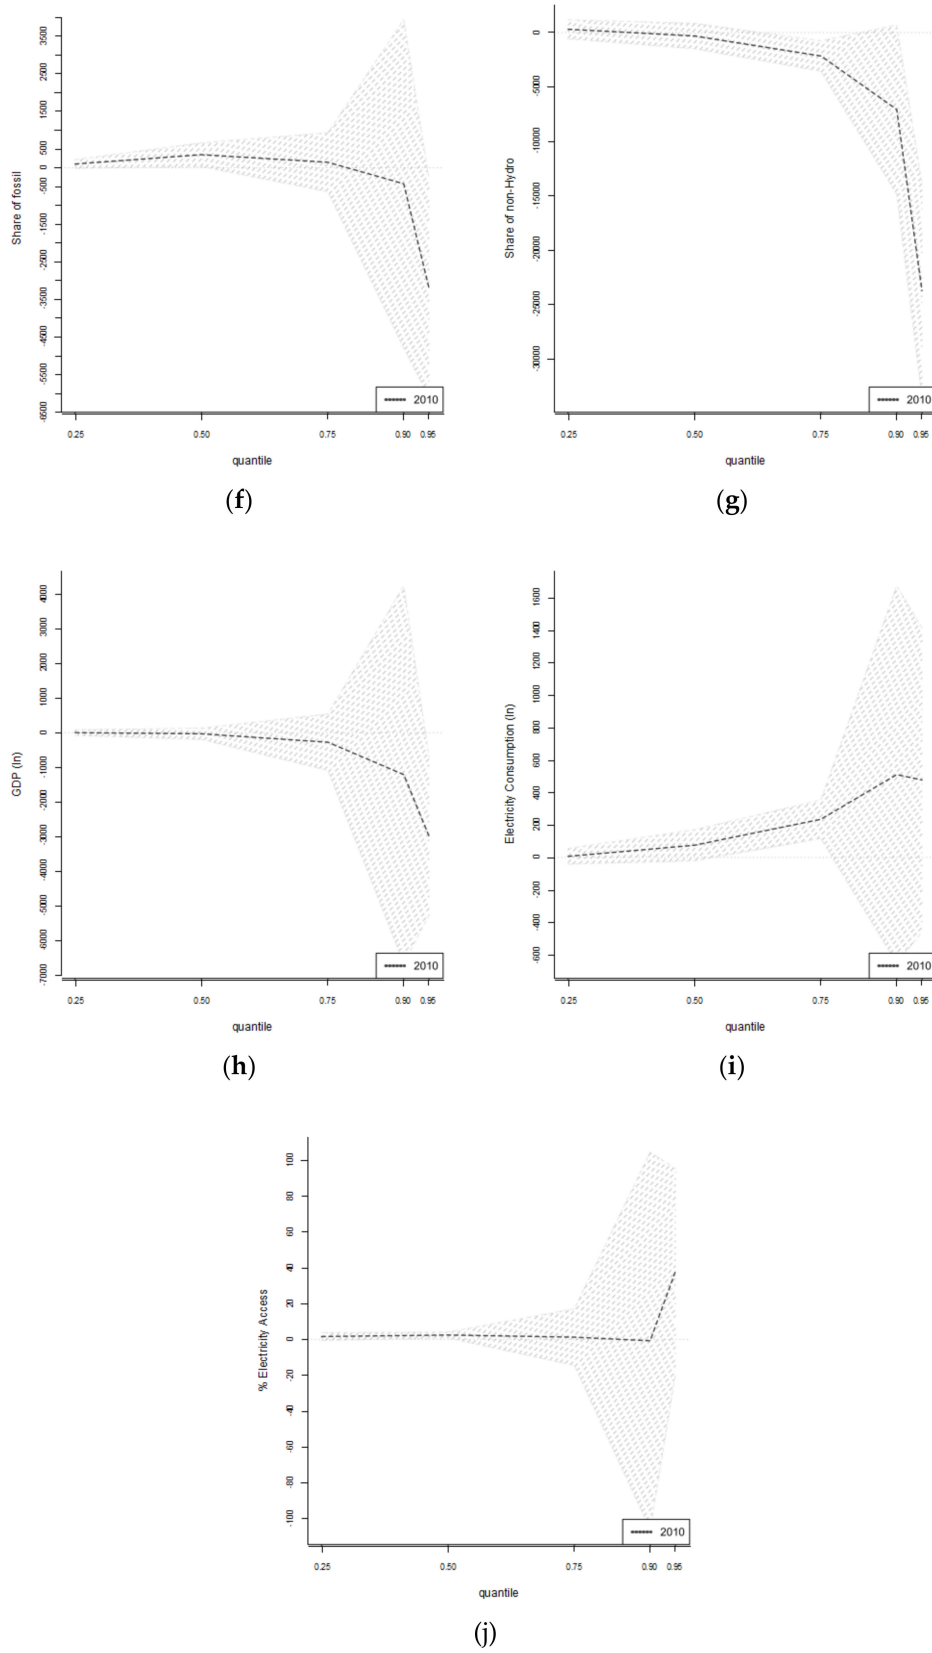 Share of fossil
3500
2500
1500
500
0
-500
-1500
-2500
-3500
-4500
-5500
-6500
2010
0.25 0.50 0.75 0.90 0.95
quantile
(f)
Share of non-Hydro
0
-5000
-10000
-15000
-20000
-25000
-30000
2010
0.25 0.50 0.75 0.90 0.95
quantile
(g)
GDP (ln)
4000
3000
2000
1000
0
-1000
-2000
-3000
-4000
-5000
-6000
-7000
2010
0.25 0.50 0.75 0.90 0.95
quantile
(h)
Electricity Consumption (ln)
1600
1400
1200
1000
800
600
400
200
0
-200
-400
-600
2010
0.25 0.50 0.75 0.90 0.95
quantile
(i)
% Electricity Access
100
80
60
40
20
0
-20
-40
-60
-80
-100
2010
0.25 0.50 0.75 0.90 0.95
quantile
(j)